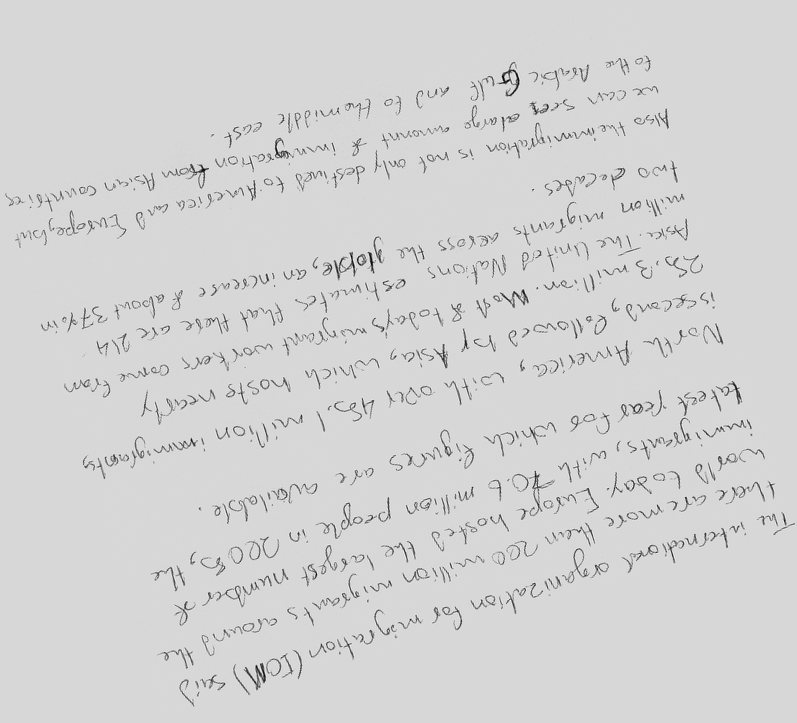 The international organization for migration (IOM) said
there are more then 200 million migrants around the
world today. Europe hosted the largest number of
immigrants, with 70.6 million people in 2005, the
latest year for which figures are available.
North America, with over 45.1 million immigrants,
is second, followed by Asia, which hosts nearly
25.3 million. Most of today's migrant workers come from
Asia. The United Nations estimates that there are 214
million migrants across the globle, an increase of about 37% in
two decades.
Also the immigration is not only destined to America and Europe, but
we can see a large amount of immigration from Asian countires
to the Arabic Gulf and to the middle east.